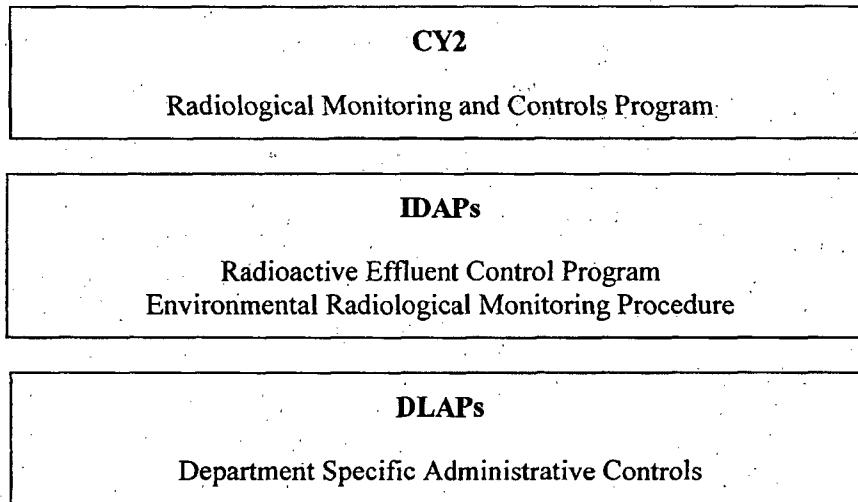 CY2
Radiological Monitoring and Controls Program
IDAPs
Radioactive Effluent Control Program
Environmental Radiological Monitoring Procedure
DLAPs
Department Specific Administrative Controls